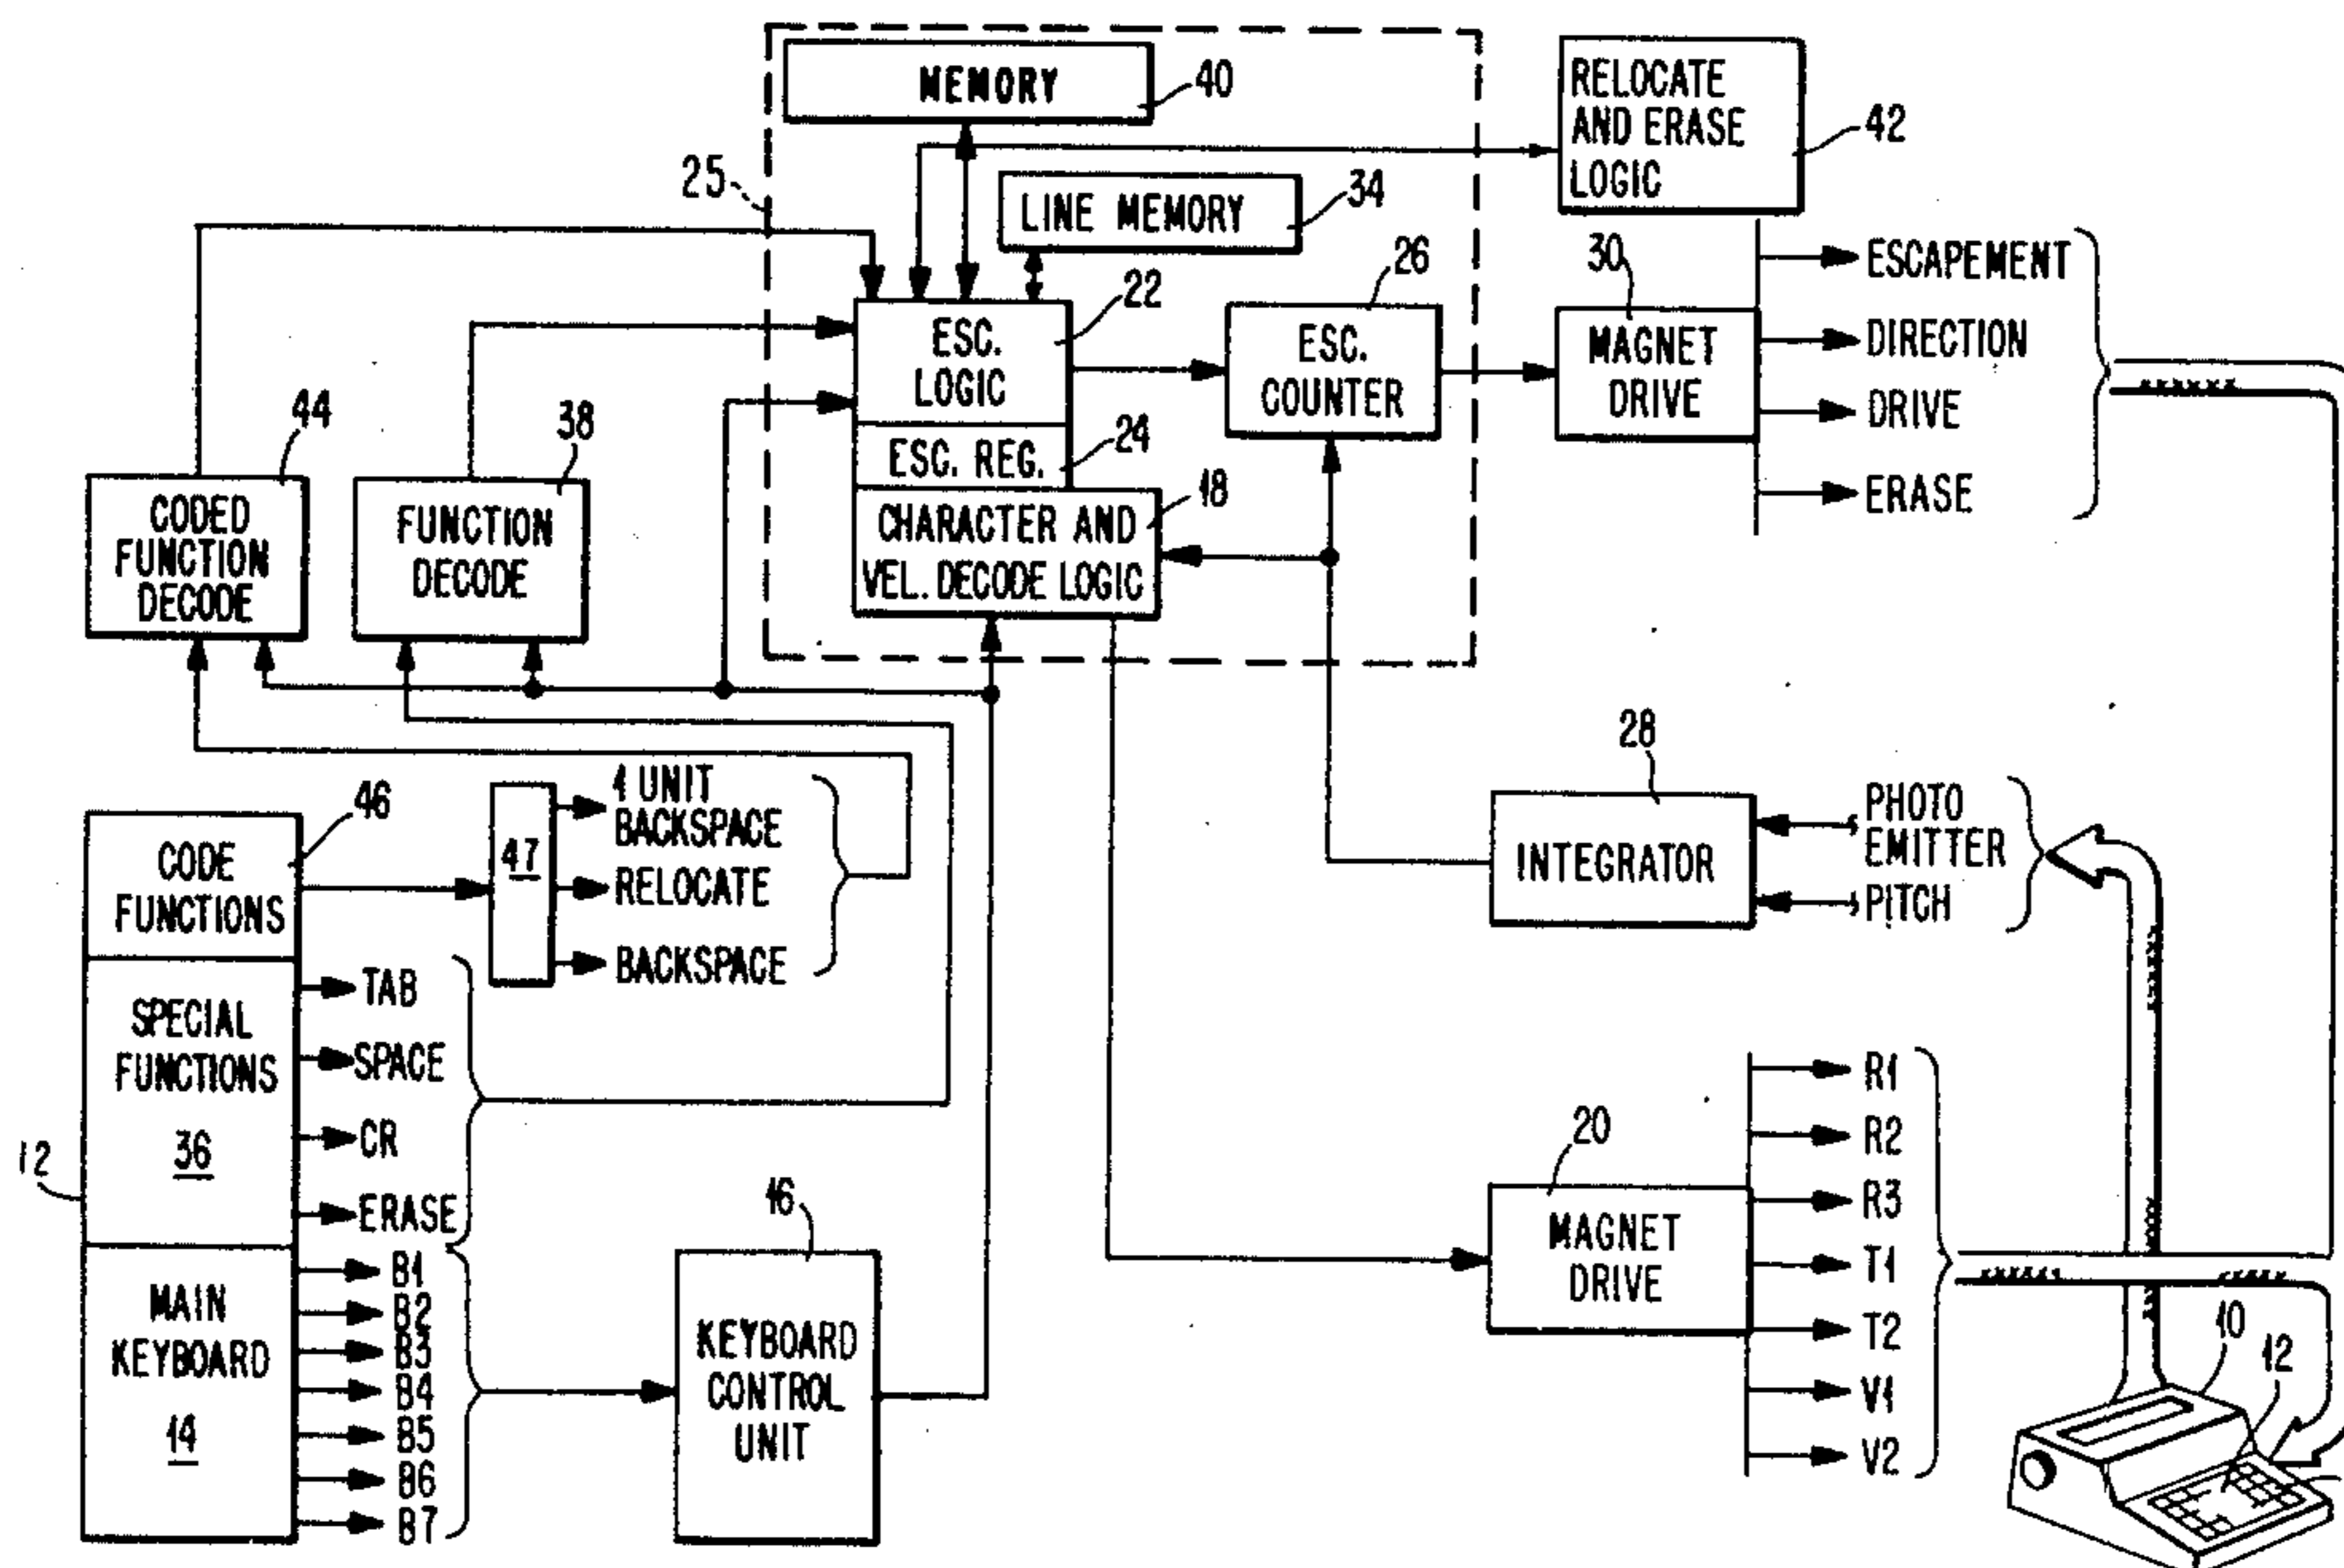 MEMORY
40
RELOCATE
AND ERASE
LOGIC
42
25
LINE MEMORY
34
ESC.
LOGIC
22
ESC. REG.
24
CHARACTER AND
VEL. DECODE LOGIC
18
ESC.
COUNTER
26
30
MAGNET
DRIVE
ESCAPEMENT
DIRECTION
DRIVE
ERASE
44
CODED
FUNCTION
DECODE
38
FUNCTION
DECODE
46
CODE
FUNCTIONS
47
1 UNIT
BACKSPACE
RELOCATE
BACKSPACE
28
INTEGRATOR
PHOTO
EMITTER
PITCH
12
SPECIAL
FUNCTIONS
36
TAB
SPACE
CR
ERASE
MAIN
KEYBOARD
14
B1
B2
B3
B4
B5
B6
B7
16
KEYBOARD
CONTROL
UNIT
20
MAGNET
DRIVE
R1
R2
R3
T1
T2
V1
V2
10
12